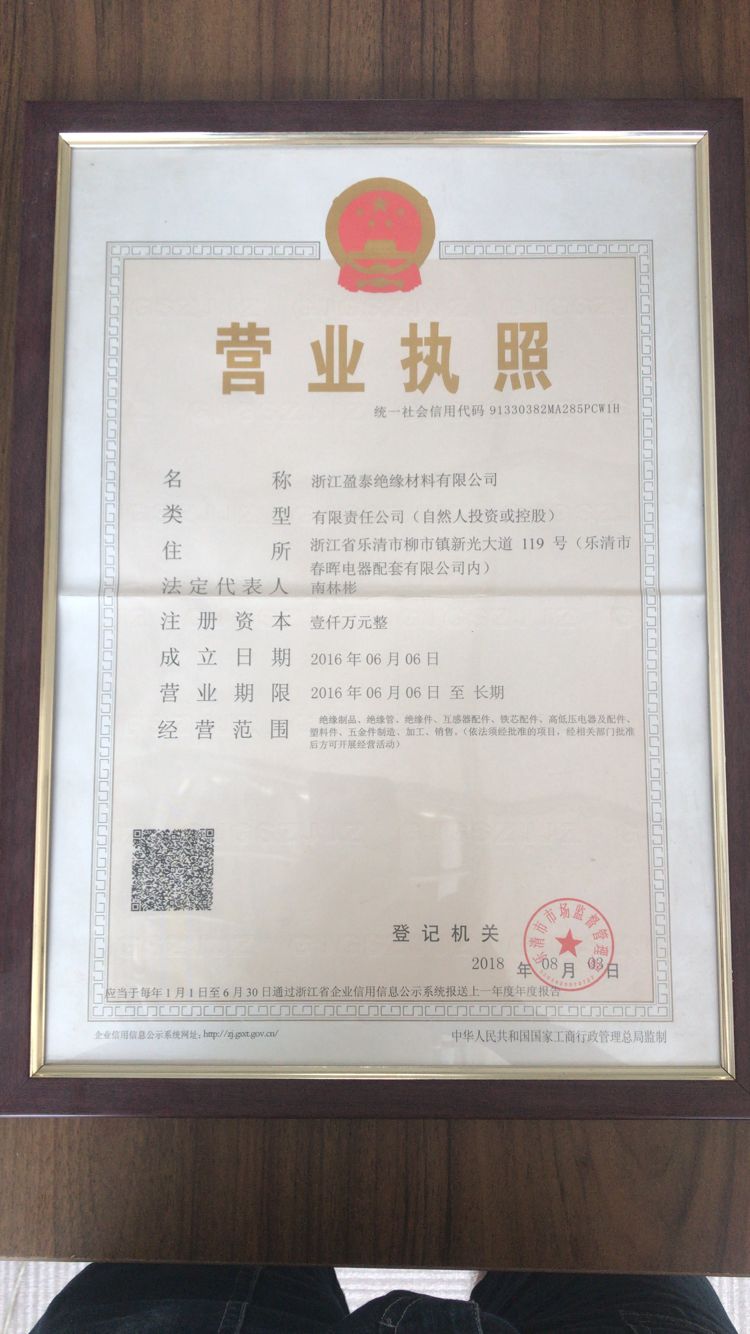 营业执照
统一社会信用代码 91330382MA285PCW1H
名称 浙江盈泰绝缘材料有限公司
类型 有限责任公司（自然人投资或控股）
住所 浙江省乐清市柳市镇新光大道 119 号（乐清市
春晖电器配套有限公司内）
法定代表人 南林彬
注册资本 壹仟万元整
成立日期 2016 年 06 月 06 日
营业期限 2016 年 06 月 06 日 至 长期
经营范围 绝缘制品、绝缘管、绝缘件、互感器配件、铁芯配件、高低压电器及配件、
塑料件、五金件制造、加工、销售。（依法须经批准的项目，经相关部门批准
后方可开展经营活动）
乐清市市场监督管理局
登记机关
2018 年 08 月 03 日
应当于每年 1 月 1 日至 6 月 30 日通过浙江省企业信用信息公示系统报送上一年度年度报告
企业信用信息公示系统网址：http://zj.gsxt.gov.cn/
中华人民共和国国家工商行政管理总局监制